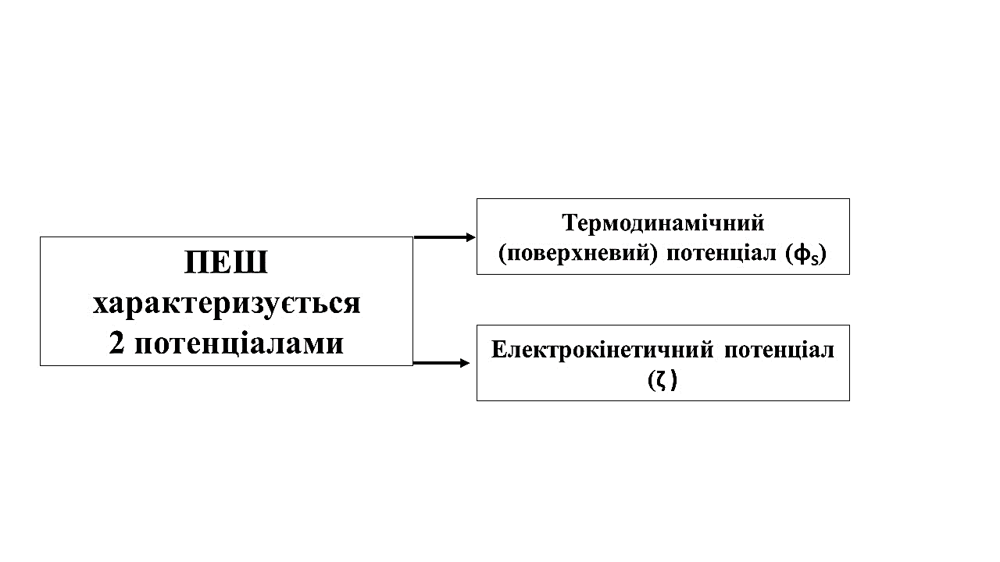 ПЕШ
характеризується
2 потенціалами
Термодинамічний
(поверхневий) потенціал (ϕₛ)
Електрокінетичний потенціал
(ζ )